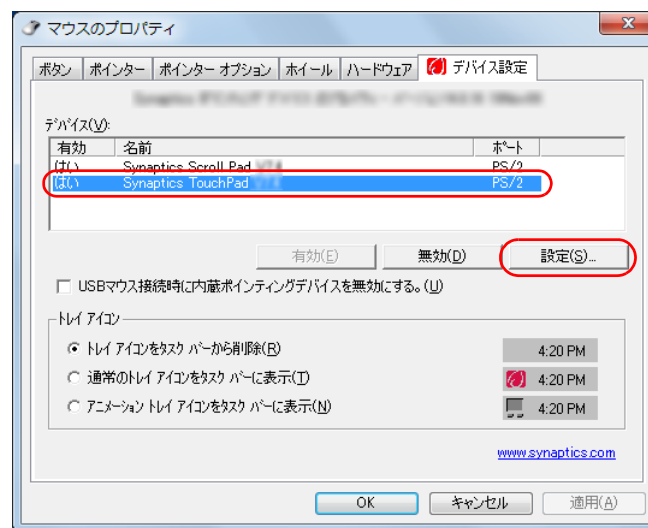 マウスのプロパティ
ボタン ポインター ポインター オプション ホイール ハードウェア デバイス設定
デバイス(V):
有効 名前 ポート
はい Synaptics Scroll Pad PS/2
はい Synaptics TouchPad PS/2
有効(E) 無効(D) 設定(S)...
USBマウス接続時に内蔵ポインティングデバイスを無効にする。(U)
トレイ アイコン
トレイ アイコンをタスク バーから削除(R) 4:20 PM
通常のトレイ アイコンをタスク バーに表示(T) 4:20 PM
アニメーション トレイ アイコンをタスク バーに表示(N) 4:20 PM
www.synaptics.com
OK キャンセル 適用(A)